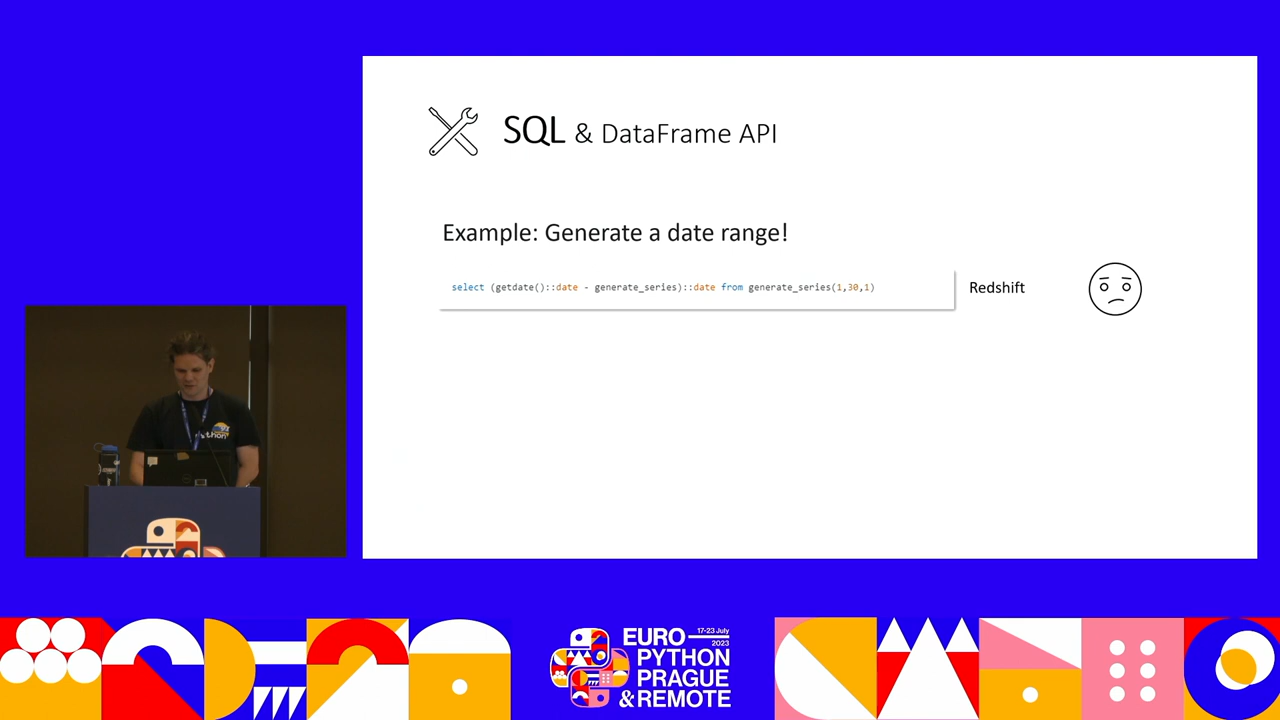 SQL & DataFrame API
Example: Generate a date range!
select (getdate()::date - generate_series)::date from generate_series(1,30,1)
Redshift
EURO
17-23 July
2023
PYTHON
PRAGUE
& REMOTE